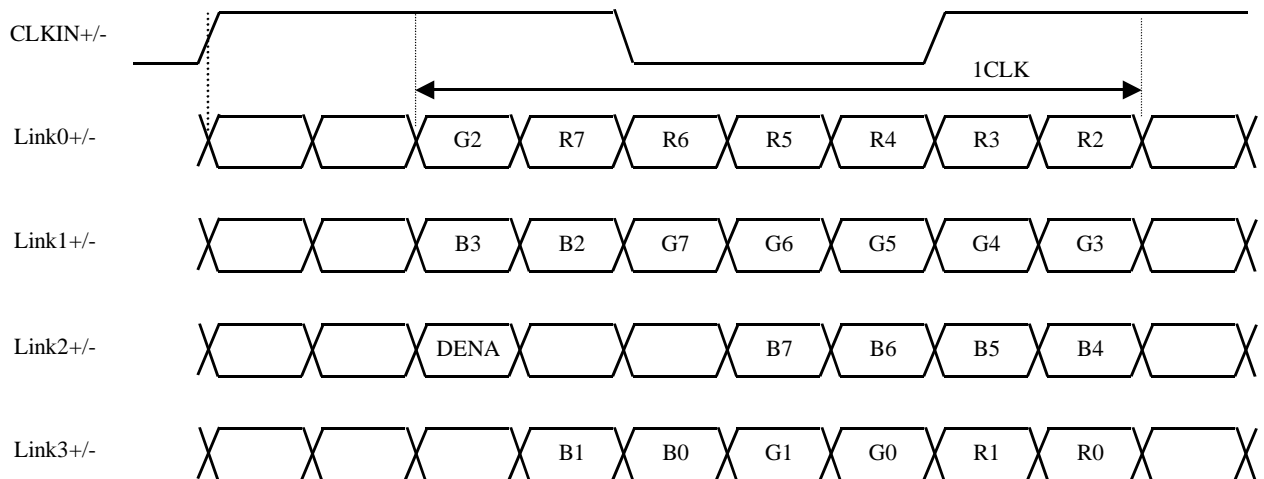 CLKIN+/-
1CLK
Link0+/- G2 R7 R6 R5 R4 R3 R2
Link1+/- B3 B2 G7 G6 G5 G4 G3
Link2+/- DENA B7 B6 B5 B4
Link3+/- B1 B0 G1 G0 R1 R0